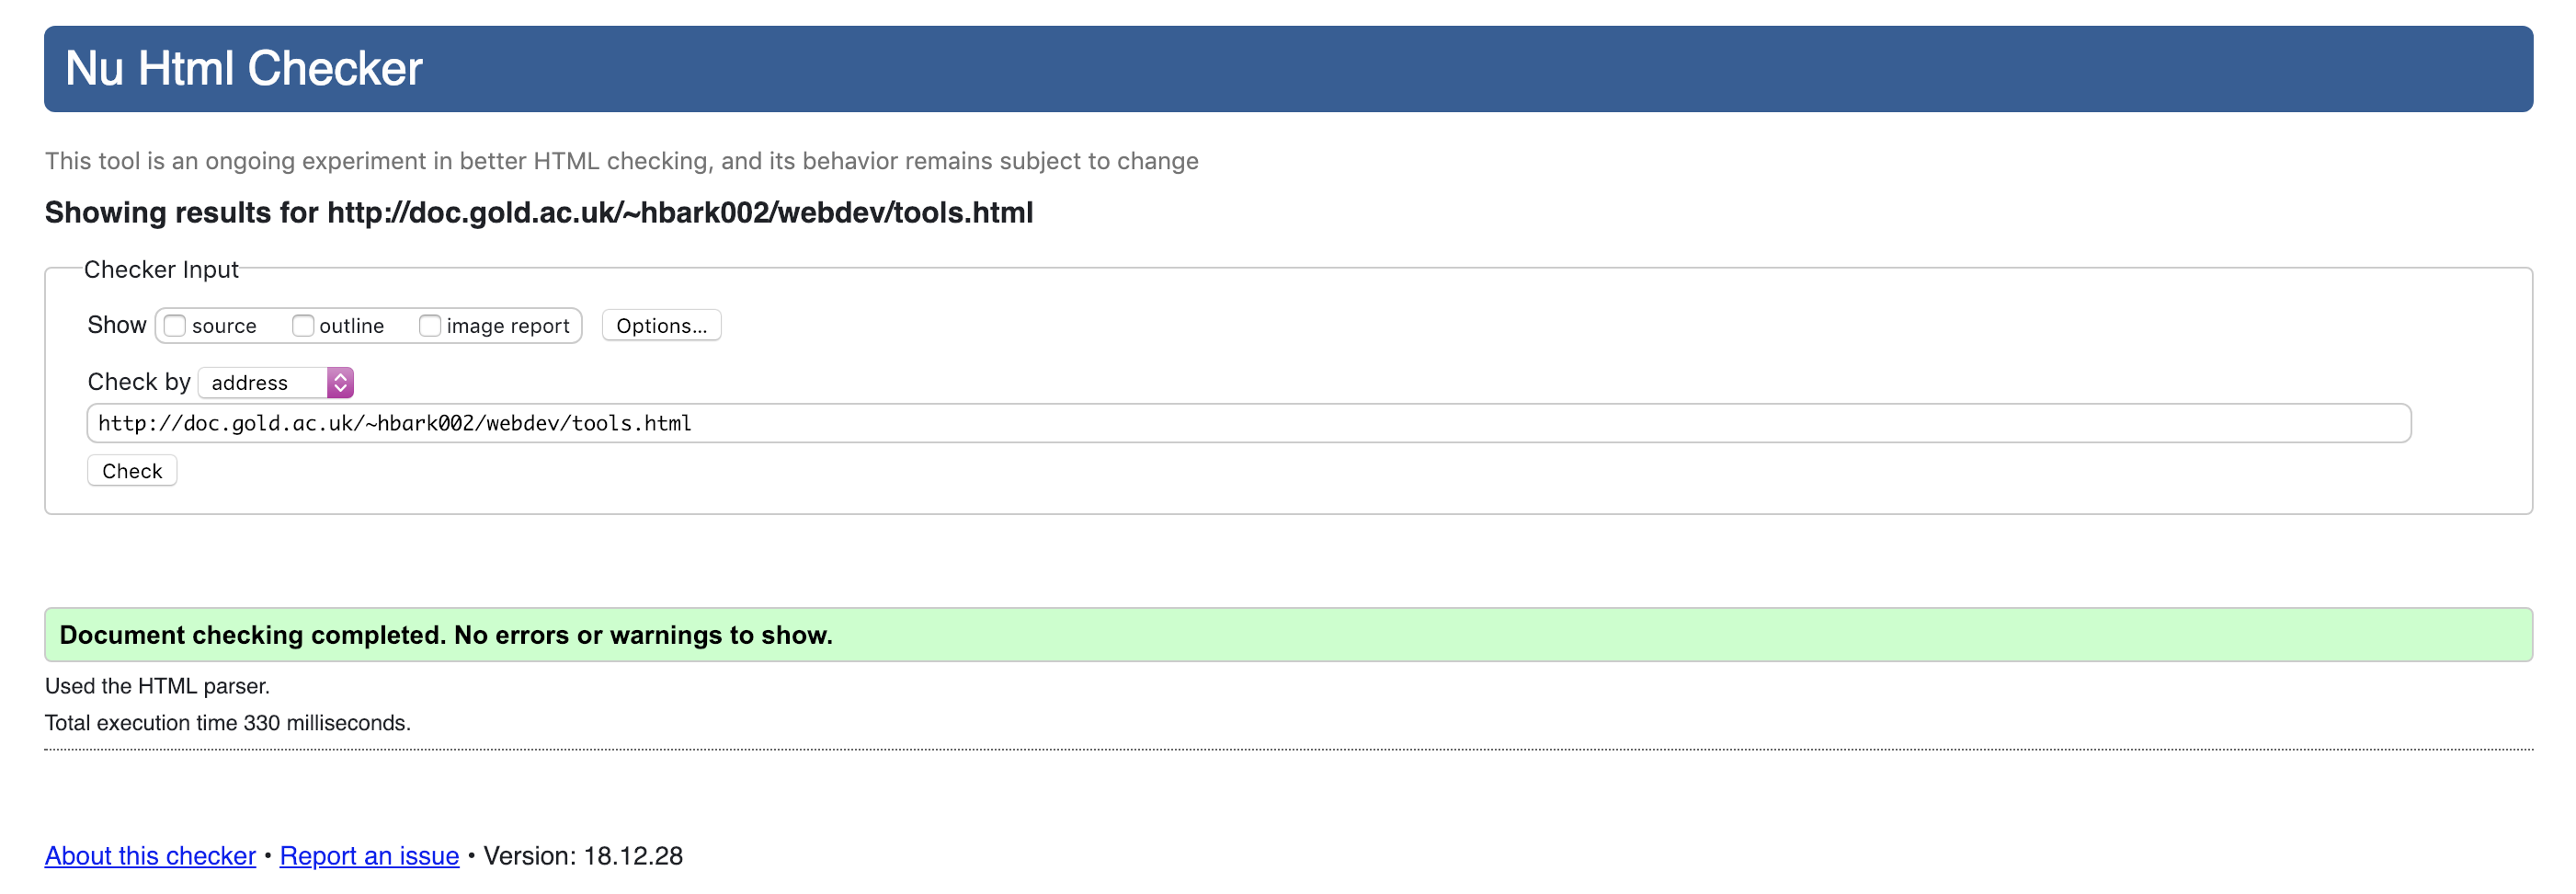 Nu Html Checker
This tool is an ongoing experiment in better HTML checking, and its behavior remains subject to change
Showing results for http://doc.gold.ac.uk/~hbark002/webdev/tools.html
Checker Input
Show source outline image report Options...
Check by address
http://doc.gold.ac.uk/~hbark002/webdev/tools.html
Check
Document checking completed. No errors or warnings to show.
Used the HTML parser.
Total execution time 330 milliseconds.
About this checker • Report an issue • Version: 18.12.28